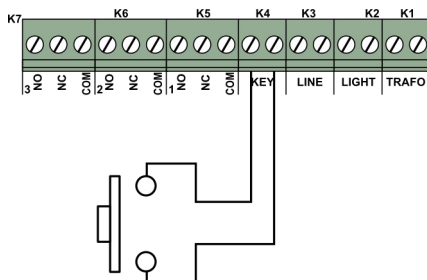 K7 K6 K5 K4 K3 K2 K1
3 NO NC COM 2 NO NC COM 1 NO NC COM KEY LINE LIGHT TRAFO